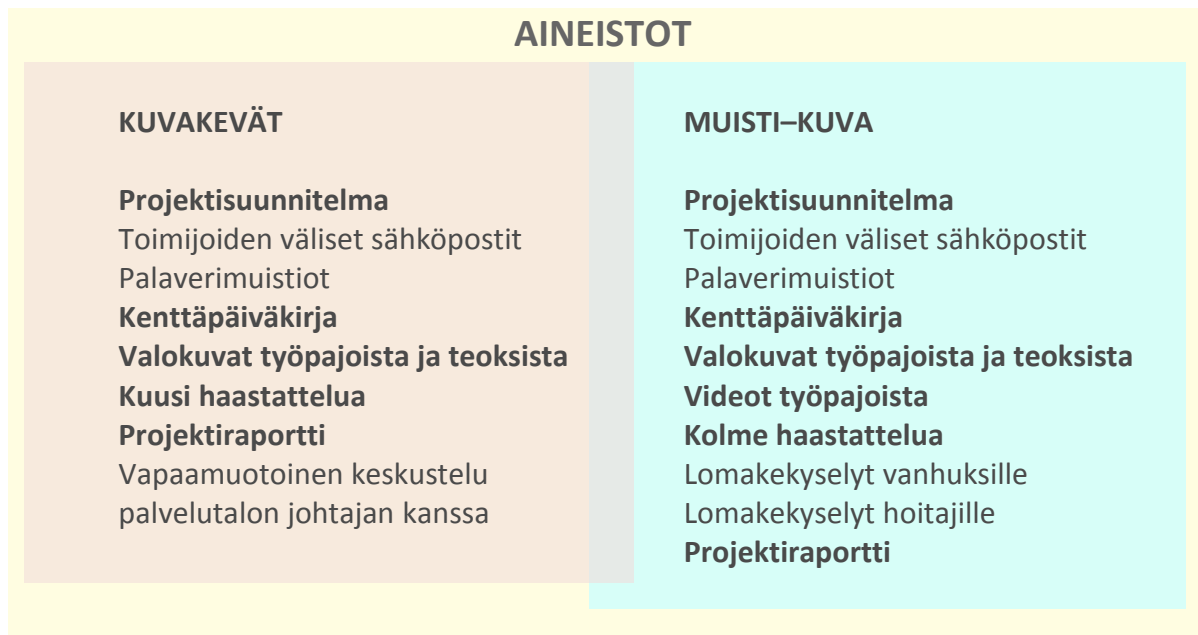 AINEISTOT
KUVAKEVÄT
Projektisuunnitelma
Toimijoiden väliset sähköpostit
Palaverimuistiot
Kenttäpäiväkirja
Valokuvat työpajoista ja teoksista
Kuusi haastattelua
Projektiraportti
Vapaamuotoinen keskustelu
palvelutalon johtajan kanssa
MUISTI–KUVA
Projektisuunnitelma
Toimijoiden väliset sähköpostit
Palaverimuistiot
Kenttäpäiväkirja
Valokuvat työpajoista ja teoksista
Videot työpajoista
Kolme haastattelua
Lomakekyselyt vanhuksille
Lomakekyselyt hoitajille
Projektiraportti